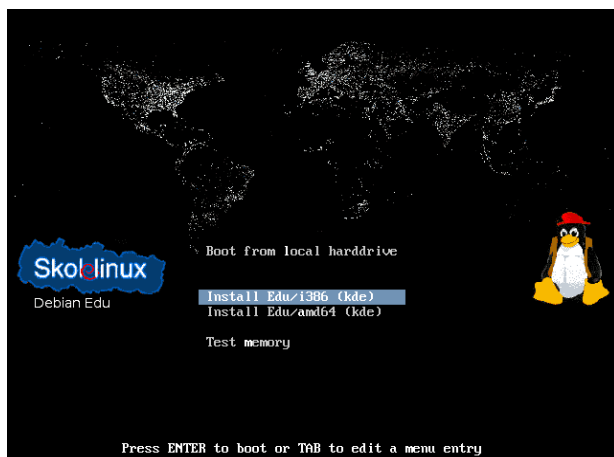 Boot from local harddrive
Skolelinux
Debian Edu
Install Edu/i386 (kde)
Install Edu/amd64 (kde)
Test memory
Press ENTER to boot or TAB to edit a menu entry